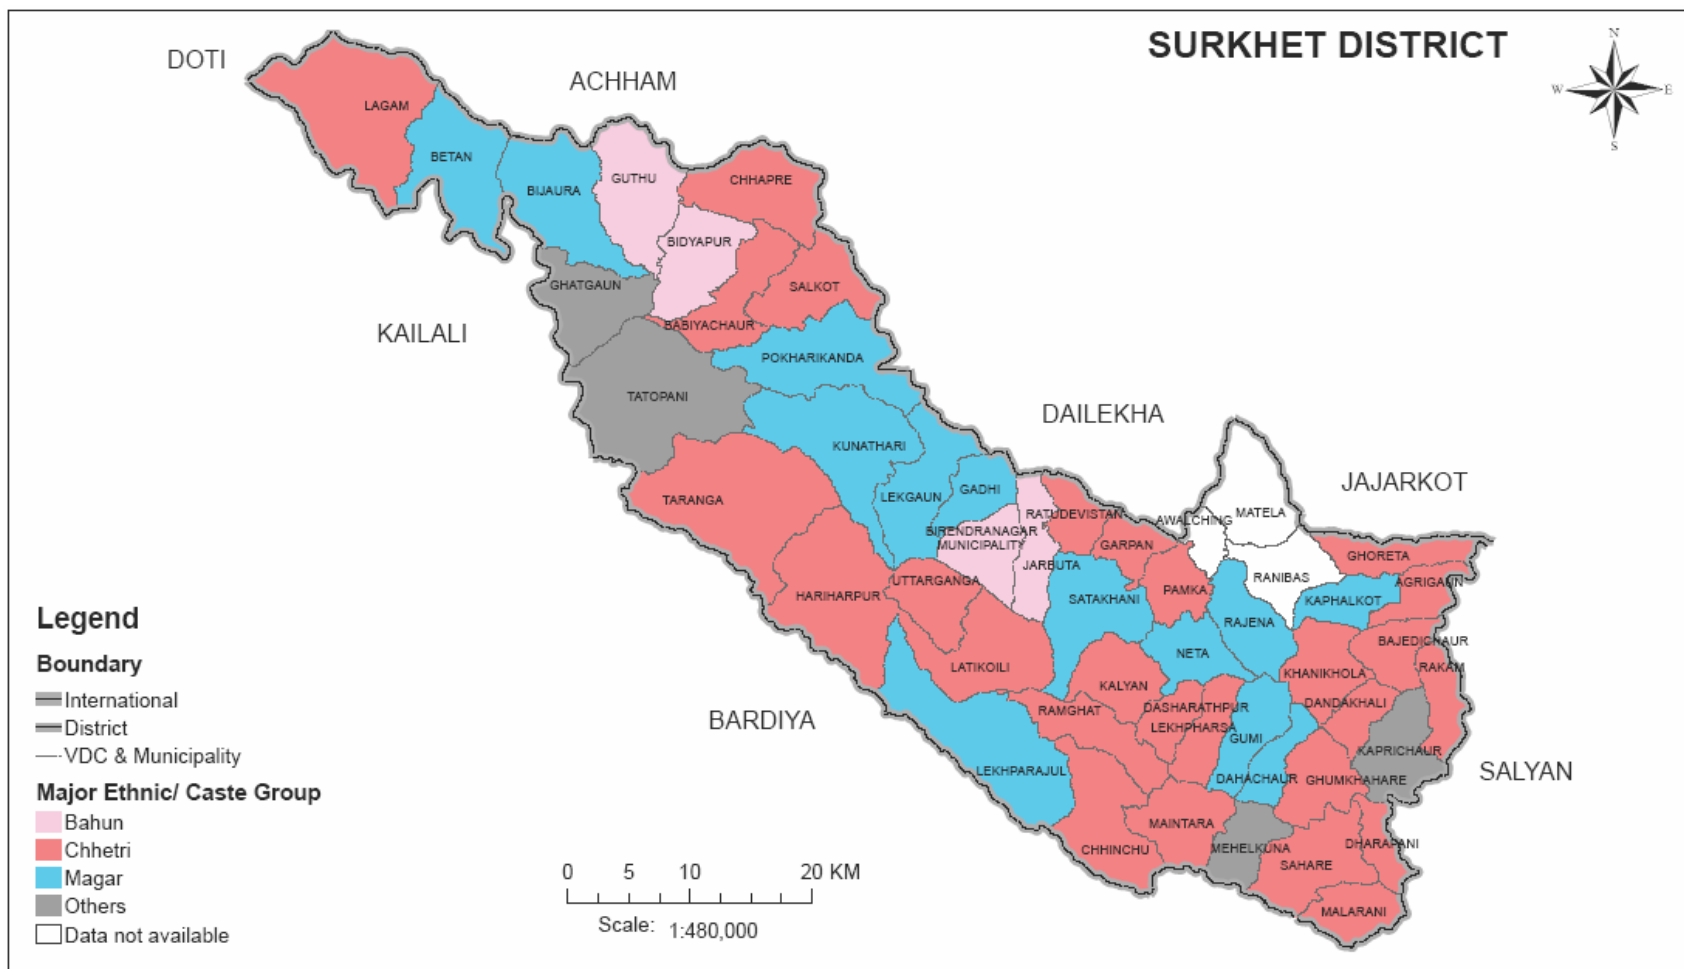 SURKHET DISTRICT
N
W
E
S
DOTI
ACHHAM
LAGAM
BETAN
BIJAURA
GUTHU
CHHAPRE
BIDYAPUR
GHATGAUN
SALKOT
BABIYACHAUR
KAILALI
POKHARIKANDA
TATOPANI
DAILEKHA
KUNATHARI
TARANGA
LEKGAUN
GADHI
JAJARKOT
RATUDEVISTAN
AWALCHING
MATELA
BIRENDRANAGAR
MUNICIPALITY
GARPAN
GHORETA
JARBUTA
UTTARGANGA
HARIHARPUR
SATAKHANI
PAMKA
RANIBAS
KAPHALKOT
AGRIGAUN
RAJENA
BAJEDICHAUR
LATIKOILI
NETA
KHANIKHOLA
RAKAM
KALYAN
RAMGHAT
DASHARATHPUR
DANDAKHALI
BARDIYA
LEKHPHARSA
GUMI
KAPRICHAUR
LEKHPARAJUL
DAHACHAUR
GHUMKHAHARE
SALYAN
MAINTARA
CHHINCHU
MEHELKUNA
DHARAPANI
SAHARE
MALARANI
Legend
Boundary
International
District
VDC & Municipality
Major Ethnic/ Caste Group
Bahun
Chhetri
Magar
Others
Data not available
0 5 10 20 KM
Scale: 1:480,000